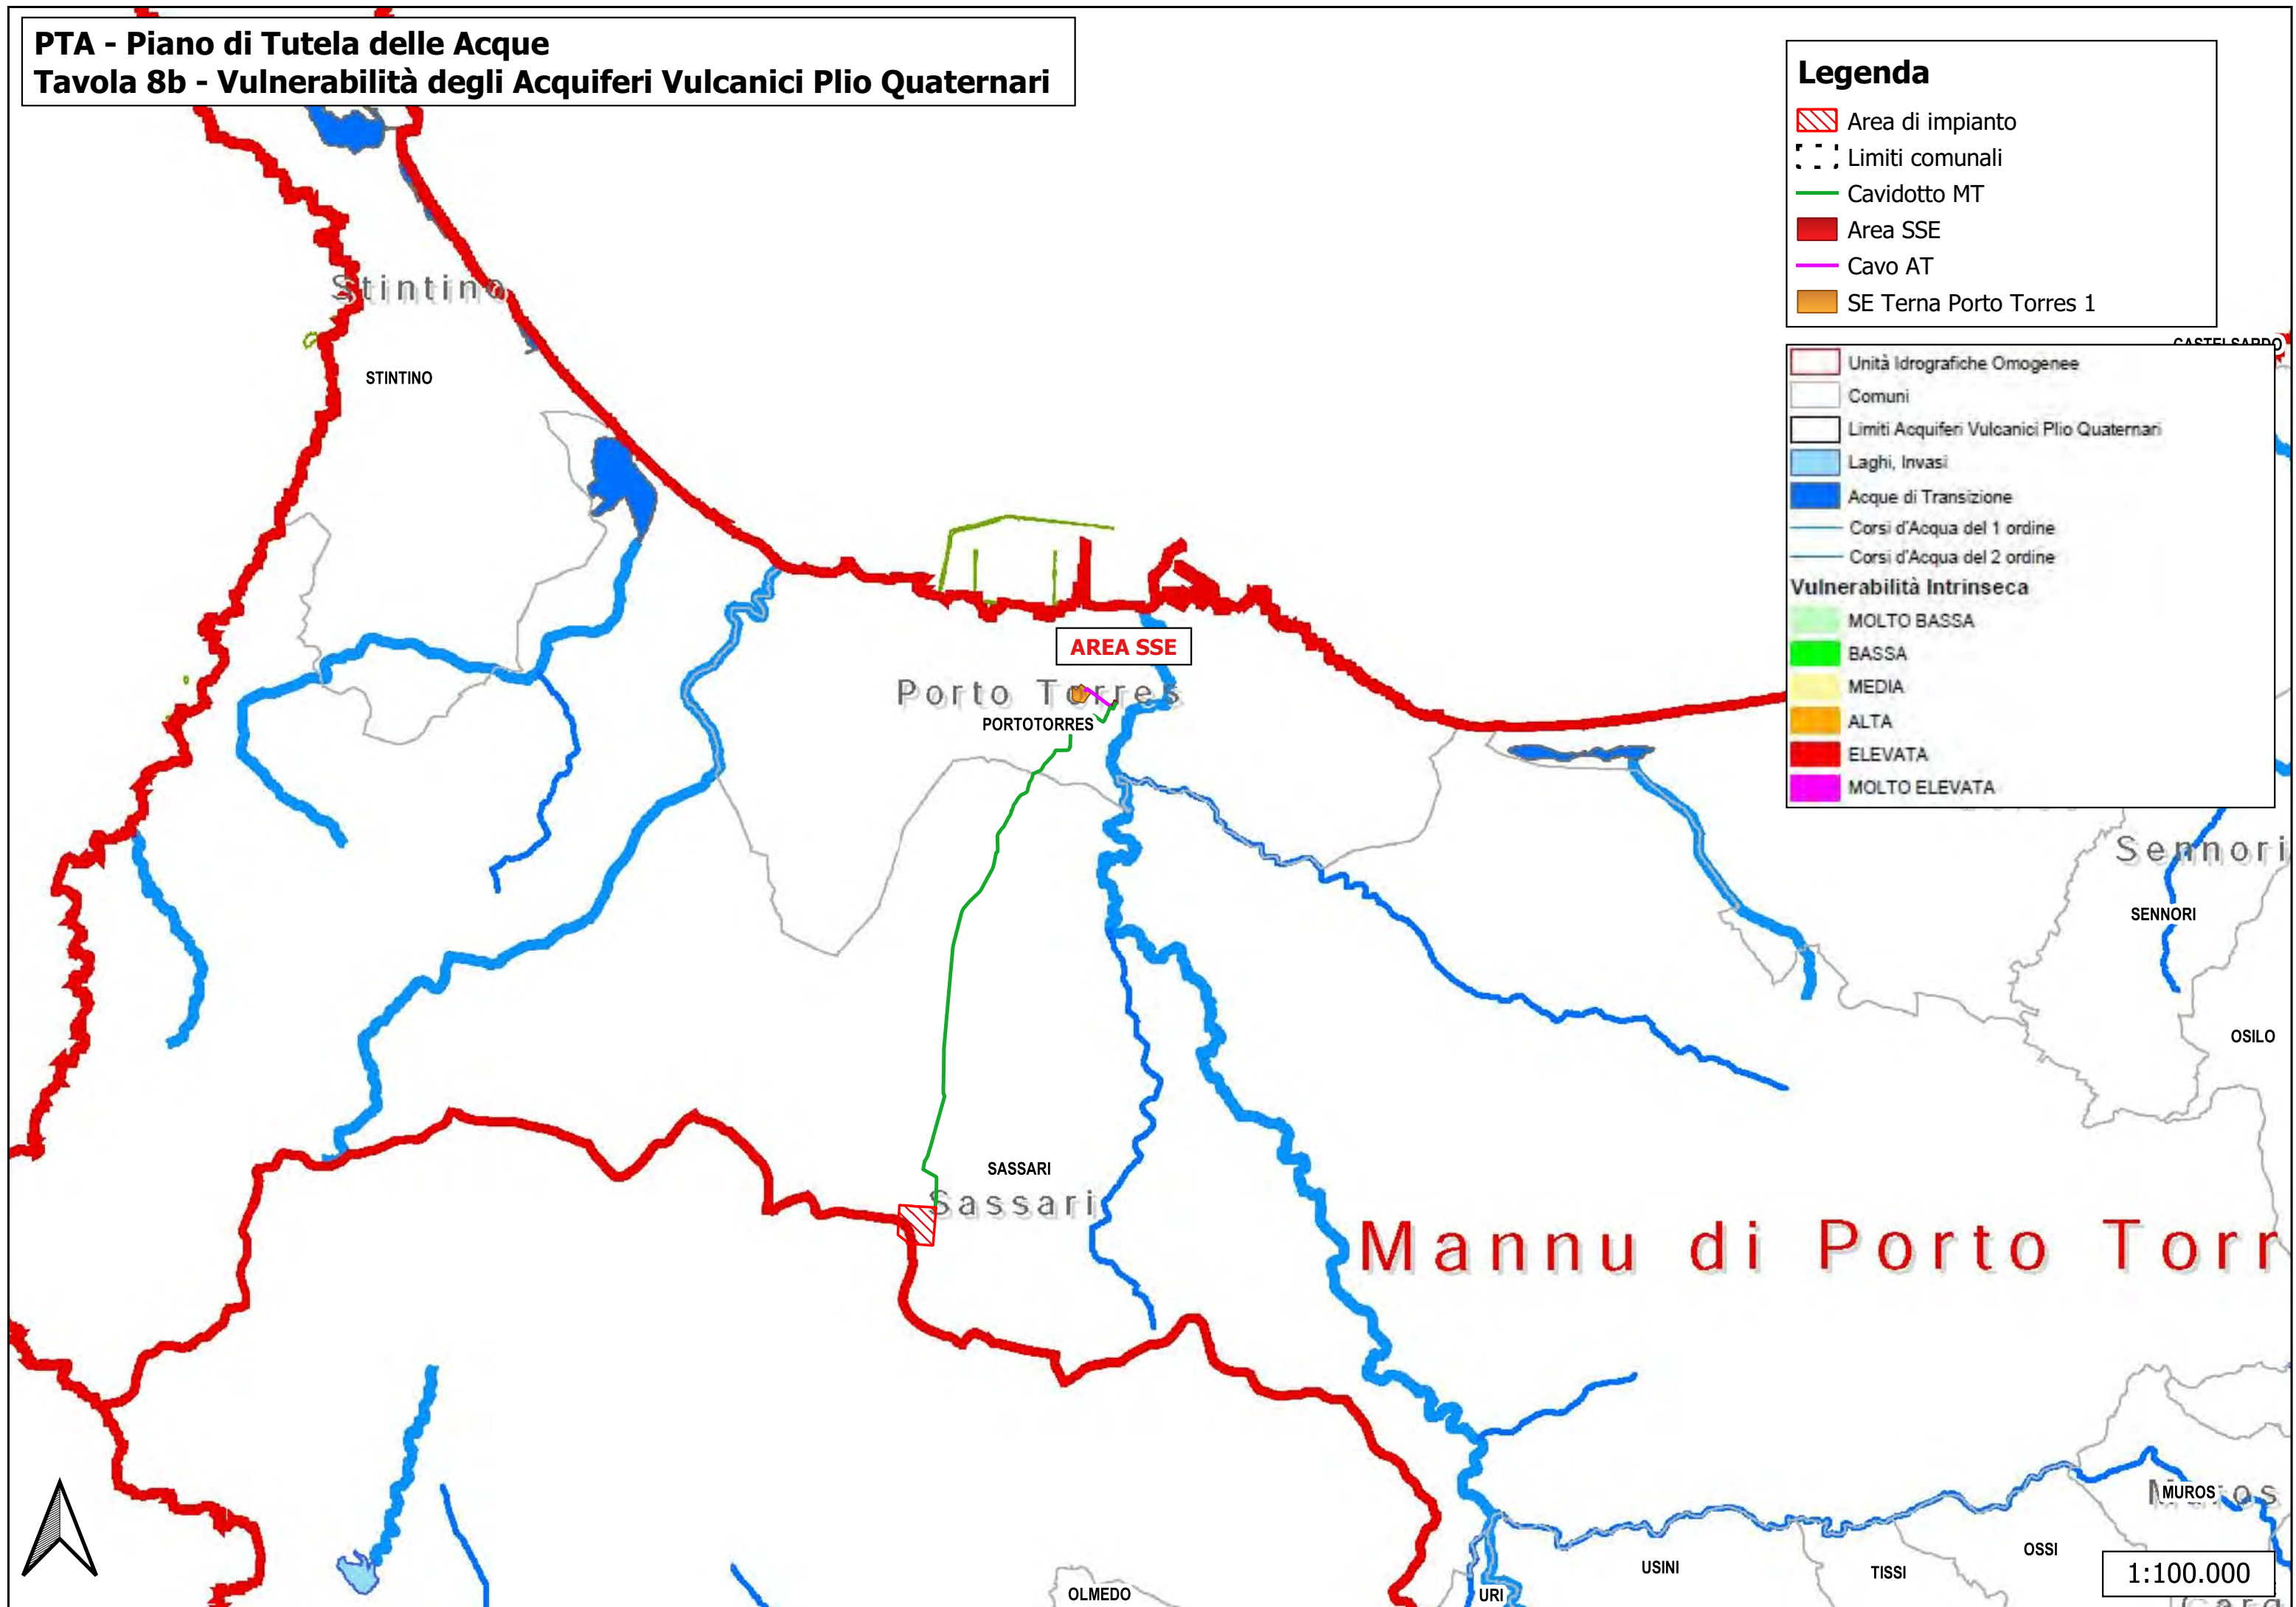 PTA - Piano di Tutela delle Acque
Tavola 8b - Vulnerabilità degli Acquiferi Vulcanici Plio Quaternari
Legenda
Area di impianto
Limiti comunali
Cavidotto MT
Area SSE
Cavo AT
SE Terna Porto Torres 1
CASTELSARDO
Unità Idrografiche Omogenee
Comuni
Limiti Acquiferi Vulcanici Plio Quaternari
Laghi, Invasi
Acque di Transizione
Corsi d'Acqua del 1 ordine
Corsi d'Acqua del 2 ordine
Vulnerabilità Intrinseca
MOLTO BASSA
BASSA
MEDIA
ALTA
ELEVATA
MOLTO ELEVATA
Stintino
STINTINO
AREA SSE
Porto Torres
PORTOTORRES
Sennori
SENNORI
OSILO
SASSARI
Sassari
Mannu di Porto Torr
Muros
MUROS
OSSI
USINI
TISSI
OLMEDO
URI
1:100.000